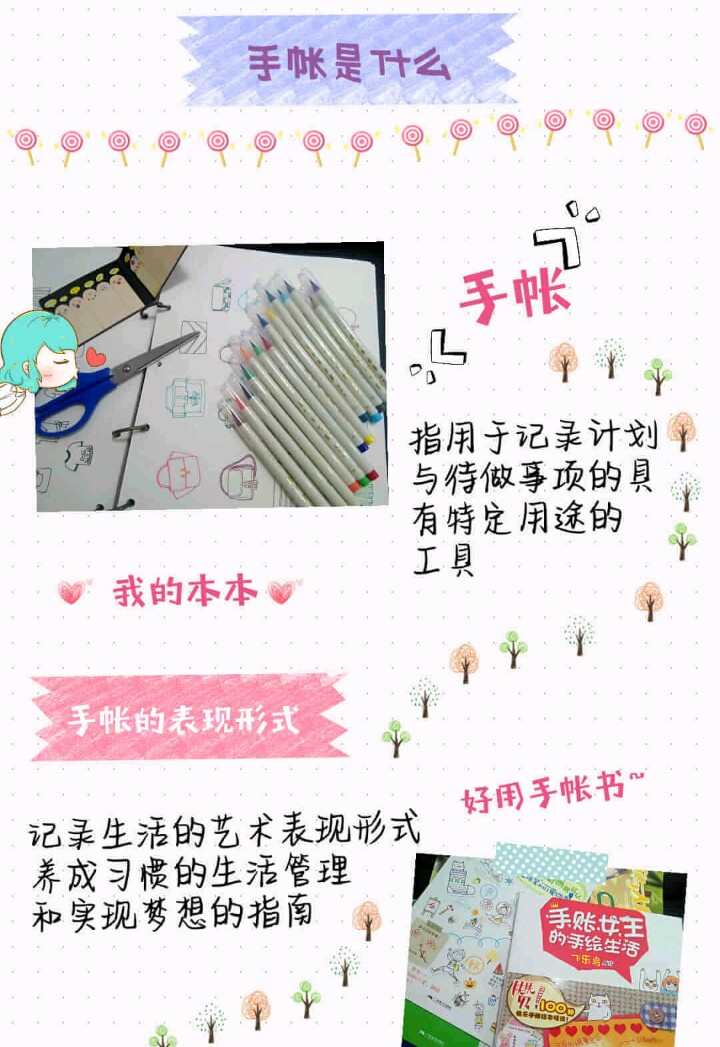 手帐是什么
手帐
指用于记录计划
与待做事项的具
有特定用途的
工具
我的本本
手帐的表现形式
好用手帐书~
记录生活的艺术表现形式
养成习惯的生活管理
和实现梦想的指南
手账女王
的手绘生活
飞乐鸟
100